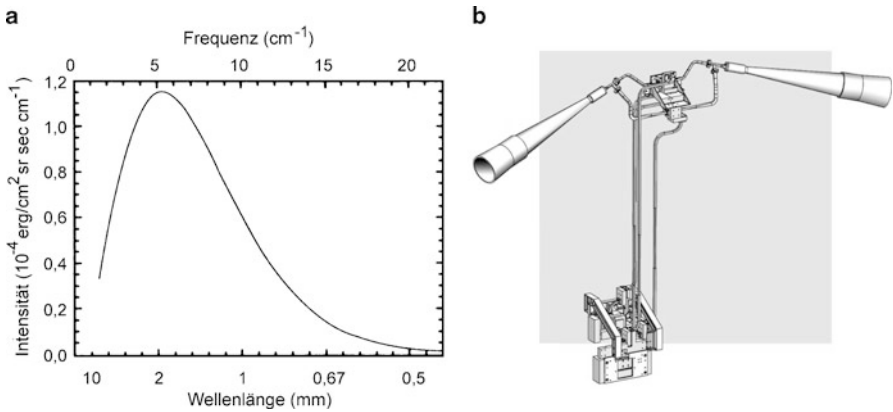 a
b
Frequenz (cm⁻¹)
0 5 10 15 20
1,2
1,0
0,8
0,6
0,4
0,2
0,0
Intensität (10⁻⁴ erg/cm² sr sec cm⁻¹)
10 2 1 0,67 0,5
Wellenlänge (mm)